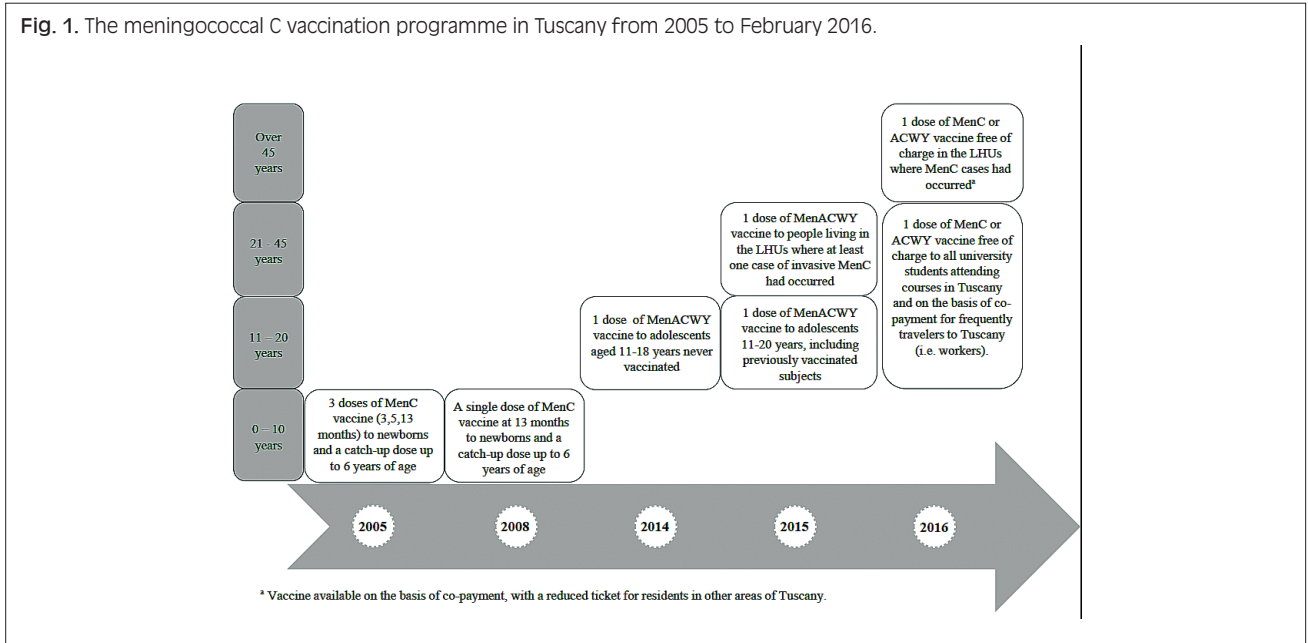 Fig. 1. The meningococcal C vaccination programme in Tuscany from 2005 to February 2016.
Over
45
years
1 dose of MenC or
ACWY vaccine free of
charge in the LHUs
where MenC cases had
occurredᵃ
21 – 45
years
1 dose of MenACWY
vaccine to people living in
the LHUs where at least
one case of invasive MenC
had occurred
1 dose of MenC or
ACWY vaccine free of
charge to all university
students attending
courses in Tuscany
and on the basis of co-
payment for frequently
travelers to Tuscany
(i.e. workers).
11 – 20
years
1 dose of MenACWY
vaccine to adolescents
aged 11-18 years never
vaccinated
1 dose of MenACWY
vaccine to adolescents
11-20 years, including
previously vaccinated
subjects
0 – 10
years
3 doses of MenC
vaccine (3,5,13
months) to newborns
and a catch-up dose up
to 6 years of age
A single dose of MenC
vaccine at 13 months
to newborns and a
catch-up dose up to 6
years of age
2005
2008
2014
2015
2016
ᵃ Vaccine available on the basis of co-payment, with a reduced ticket for residents in other areas of Tuscany.